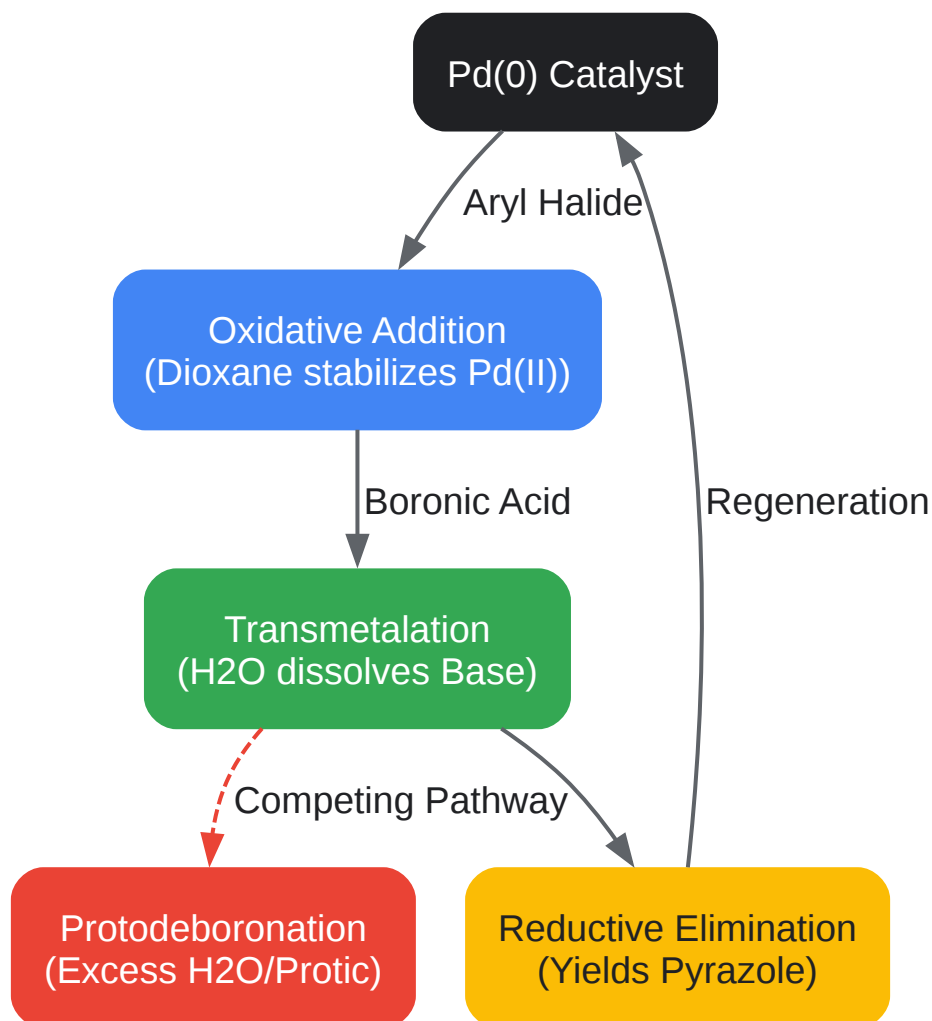 Pd(0) Catalyst
Aryl Halide
Oxidative Addition
(Dioxane stabilizes Pd(II))
Boronic Acid
Regeneration
Transmetalation
(H2O dissolves Base)
Competing Pathway
Protodeboronation
(Excess H2O/Protic)
Reductive Elimination
(Yields Pyrazole)